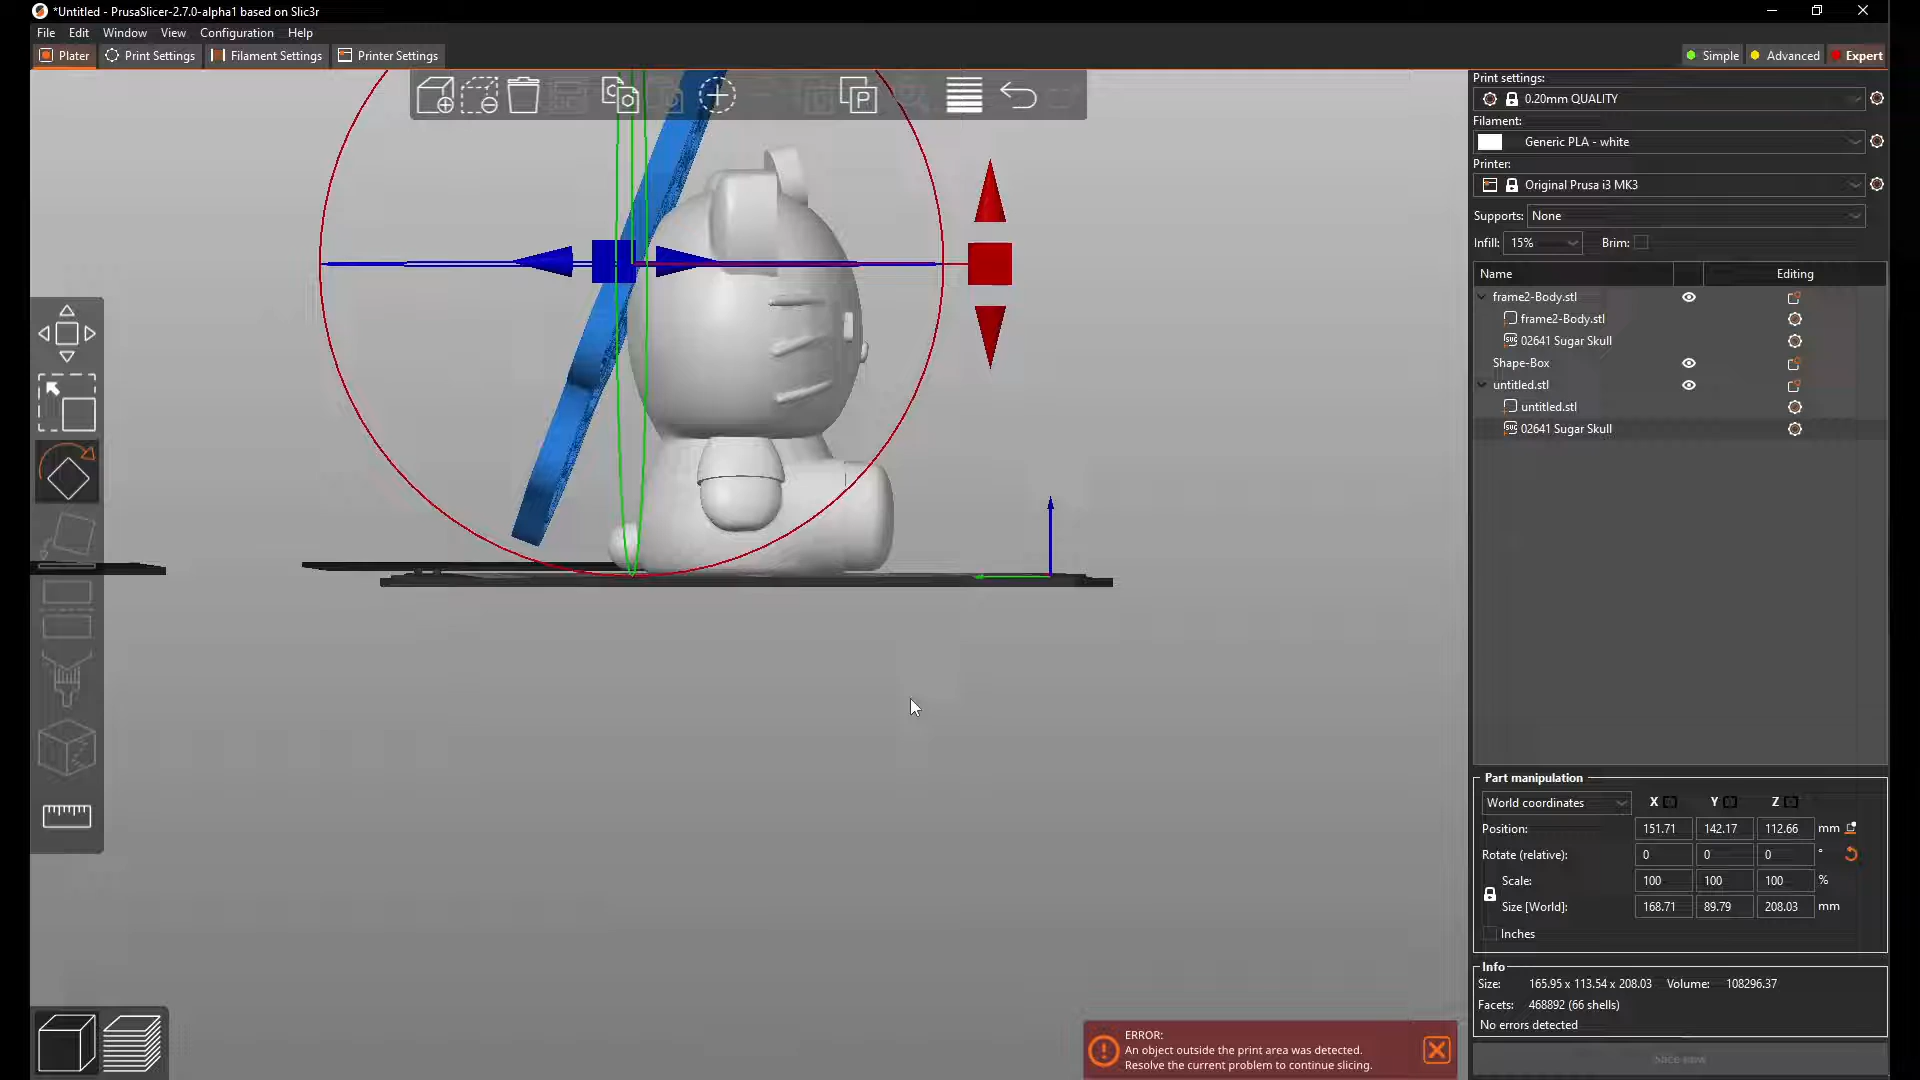 *Untitled - PrusaSlicer-2.7.0-alpha1 based on Slic3r
File Edit Window View Configuration Help
Plater Print Settings Filament Settings Printer Settings
Simple Advanced Expert
Print settings:
0.20mm QUALITY
Filament:
Generic PLA - white
Printer:
Original Prusa i3 MK3
Supports: None
Infill: 15% Brim:
Name Editing
frame2-Body.stl
frame2-Body.stl
02641 Sugar Skull
Shape-Box
untitled.stl
untitled.stl
02641 Sugar Skull
Part manipulation
World coordinates X Y Z
Position: 151.71 142.17 112.66 mm
Rotate (relative): 0 0 0 °
Scale: 100 100 100 %
Size [World]: 168.71 89.79 208.03 mm
Inches
Info
Size: 165.95 x 113.54 x 208.03 Volume: 108296.37
Facets: 468892 (66 shells)
No errors detected
Slice now
ERROR:
An object outside the print area was detected.
Resolve the current problem to continue slicing.